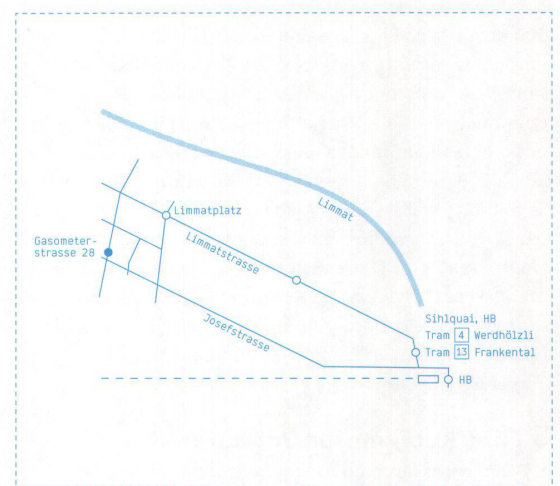 Limmatplatz
Limmat
Limmatstrasse
Gasometer-
strasse 28
Josefstrasse
Sihlquai, HB
Tram 4 Werdhölzli
Tram 13 Frankental
HB